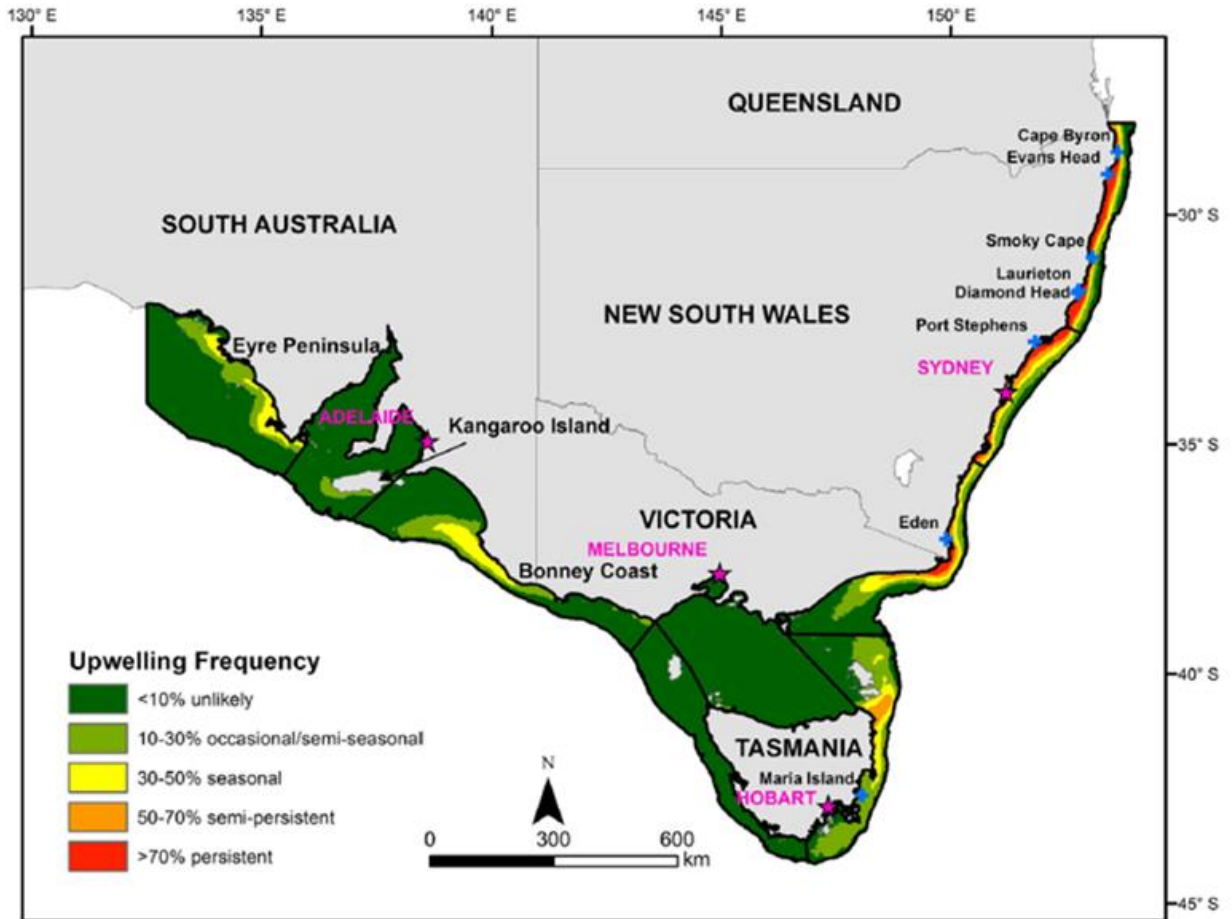 130° E
135° E
140° E
145° E
150° E
QUEENSLAND
Cape Byron
Evans Head
SOUTH AUSTRALIA
30° S
Smoky Cape
Laurieton
Diamond Head
NEW SOUTH WALES
Port Stephens
Eyre Peninsula
SYDNEY
ADELAIDE
Kangaroo Island
35° S
VICTORIA
Eden
MELBOURNE
Bonney Coast
Upwelling Frequency
<10% unlikely
10-30% occasional/semi-seasonal
30-50% seasonal
50-70% semi-persistent
>70% persistent
40° S
TASMANIA
Maria Island
HOBART
N
0 300 600
km
45° S